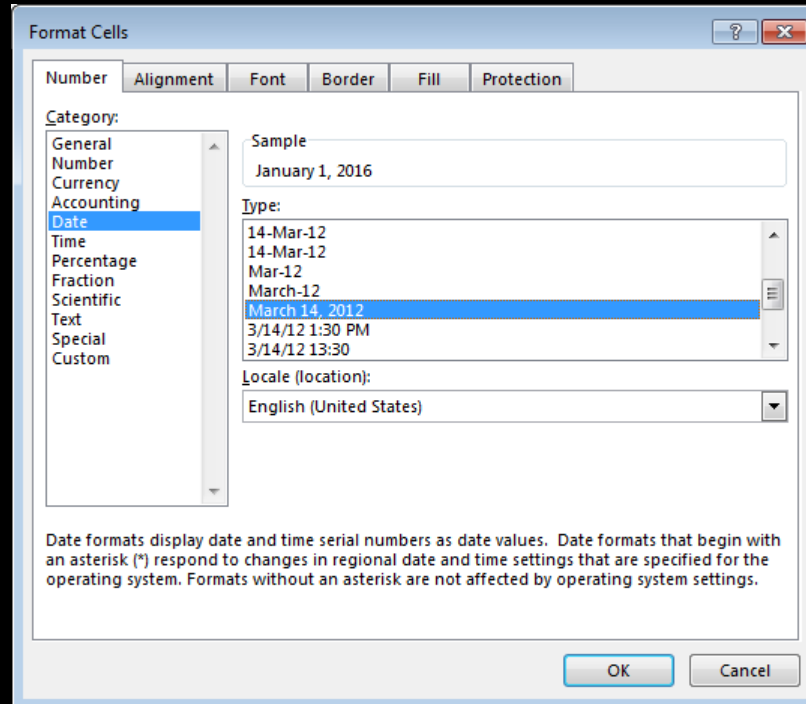 Format Cells
Number Alignment Font Border Fill Protection
Category:
General
Number
Currency
Accounting
Date
Time
Percentage
Fraction
Scientific
Text
Special
Custom
Sample
January 1, 2016
Type:
14-Mar-12
14-Mar-12
Mar-12
March-12
March 14, 2012
3/14/12 1:30 PM
3/14/12 13:30
Locale (location):
English (United States)
Date formats display date and time serial numbers as date values.  Date formats that begin with
an asterisk (*) respond to changes in regional date and time settings that are specified for the
operating system. Formats without an asterisk are not affected by operating system settings.
OK Cancel